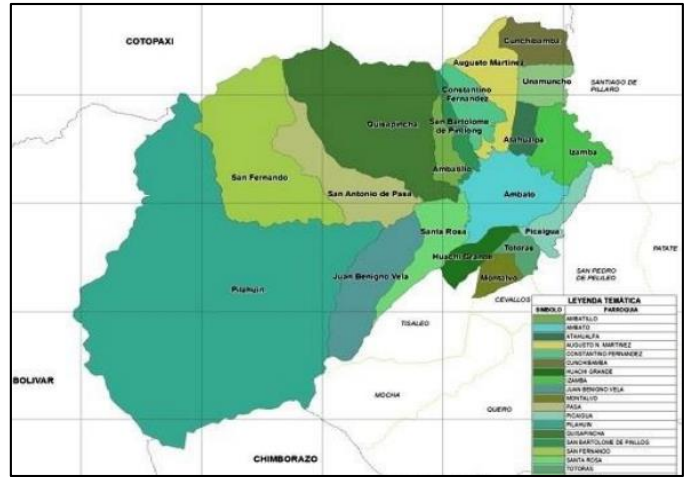 COTOPAXI
Cunchibamba
Augusto Martinez
Unamuncho
SANTIAGO DE
PILLARO
Constantino
Fernandez
Quisapincha
San Bartolome
de Pinllong
Atahualpa
Izamba
Ambatillo
San Fernando
San Antonio de Pasa
Ambato
Santa Rosa
Picaigua
PATATE
Totoras
Huachi Grande
SAN PEDRO
DE PELILEO
Juan Benigno Vela
Montalvo
Pilahuin
CEVALLOS
TISALEO
BOLIVAR
MOCHA
QUERO
CHIMBORAZO
LEYENDA TEMÁTICA
SIMBOLO PARROQUIA
AMBATILLO
AMBATO
ATAHUALPA
AUGUSTO N. MARTINEZ
CONSTANTINO FERNANDEZ
CUNCHIBAMBA
HUACHI GRANDE
IZAMBA
JUAN BENIGNO VELA
MONTALVO
PASA
PICAIGUA
PILAHUIN
QUISAPINCHA
SAN BARTOLOME DE PINLLOG
SAN FERNANDO
SANTA ROSA
TOTORAS